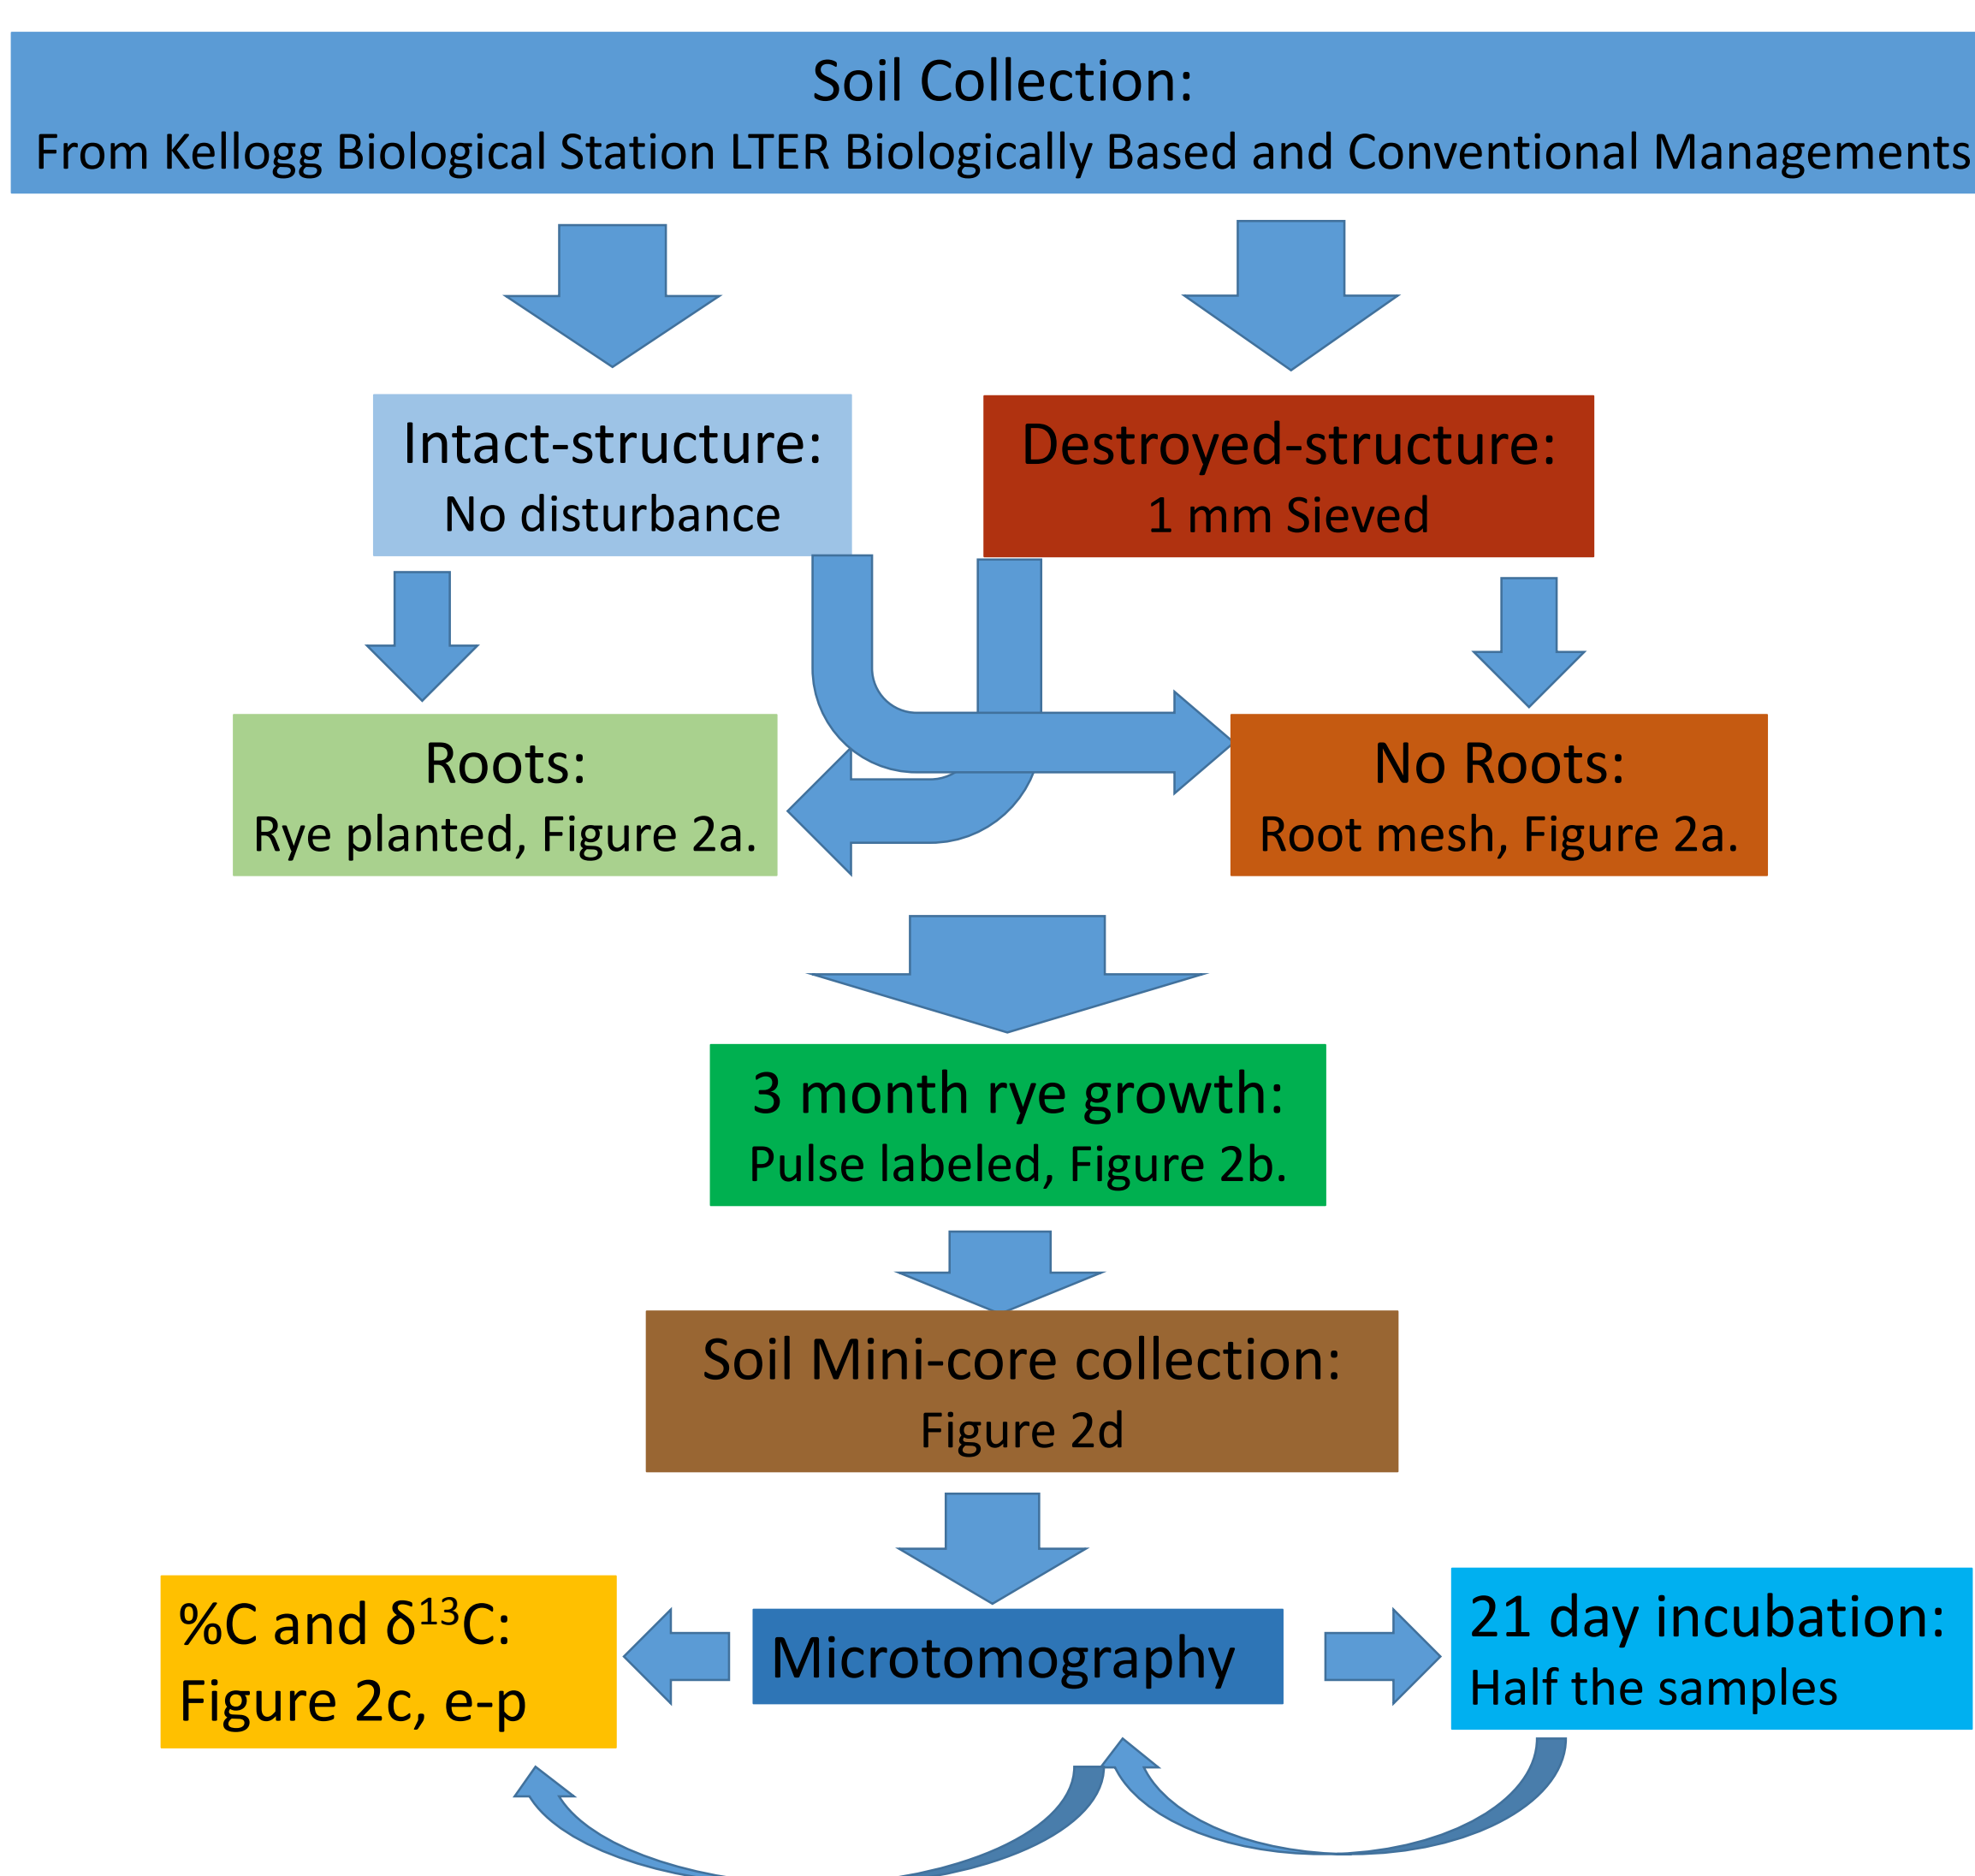 Soil Collection:
From Kellogg Biological Station LTER Biologically Based and Conventional Managements
Intact-structure:
No disturbance
Destroyed-structure:
1 mm Sieved
Roots:
Rye planted, Figure 2a.
No Roots:
Root mesh, Figure 2a.
3 month rye growth:
Pulse labeled, Figure 2b.
Soil Mini-core collection:
Figure 2d
%C and δ¹³C:
Figure 2c, e-p
Microtomography
21 day incubation:
Half the samples